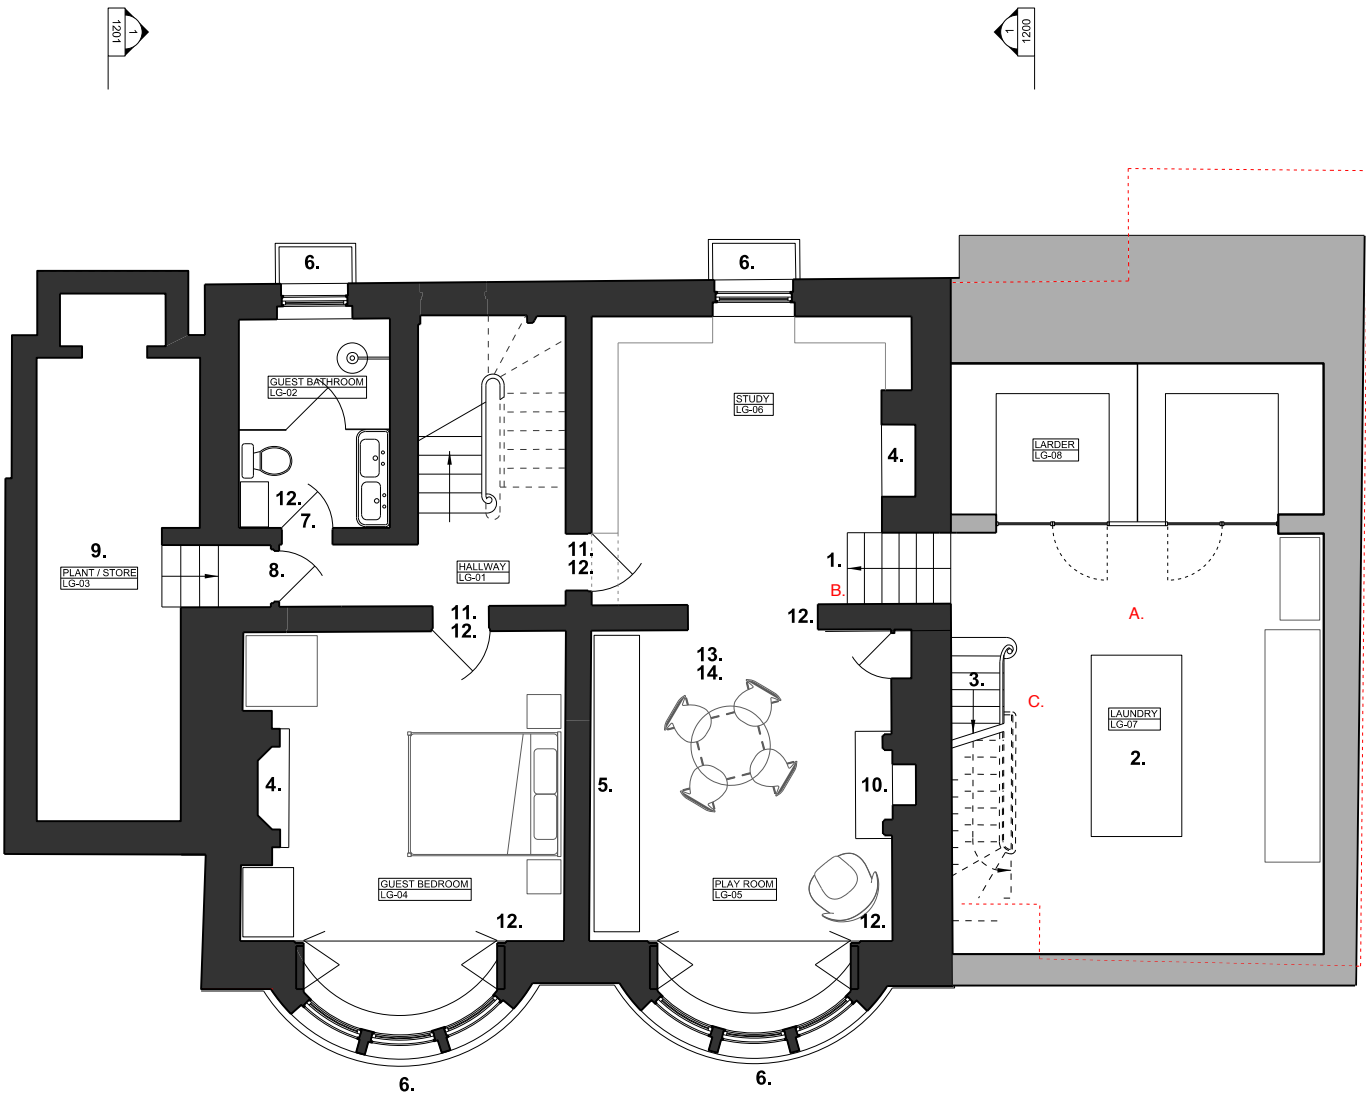 1
1201
1
1200
6.
6.
GUEST BATHROOM
LG-02
STUDY
LG-06
LARDER
LG-08
4.
12.
7.
9.
PLANT / STORE
LG-03
8.
HALLWAY
LG-01
11.
12.
1.
B.
A.
11.
12.
12.
13.
14.
3.
C.
LAUNDRY
LG-07
2.
4.
5.
10.
GUEST BEDROOM
LG-04
PLAY ROOM
LG-05
12.
12.
6.
6.